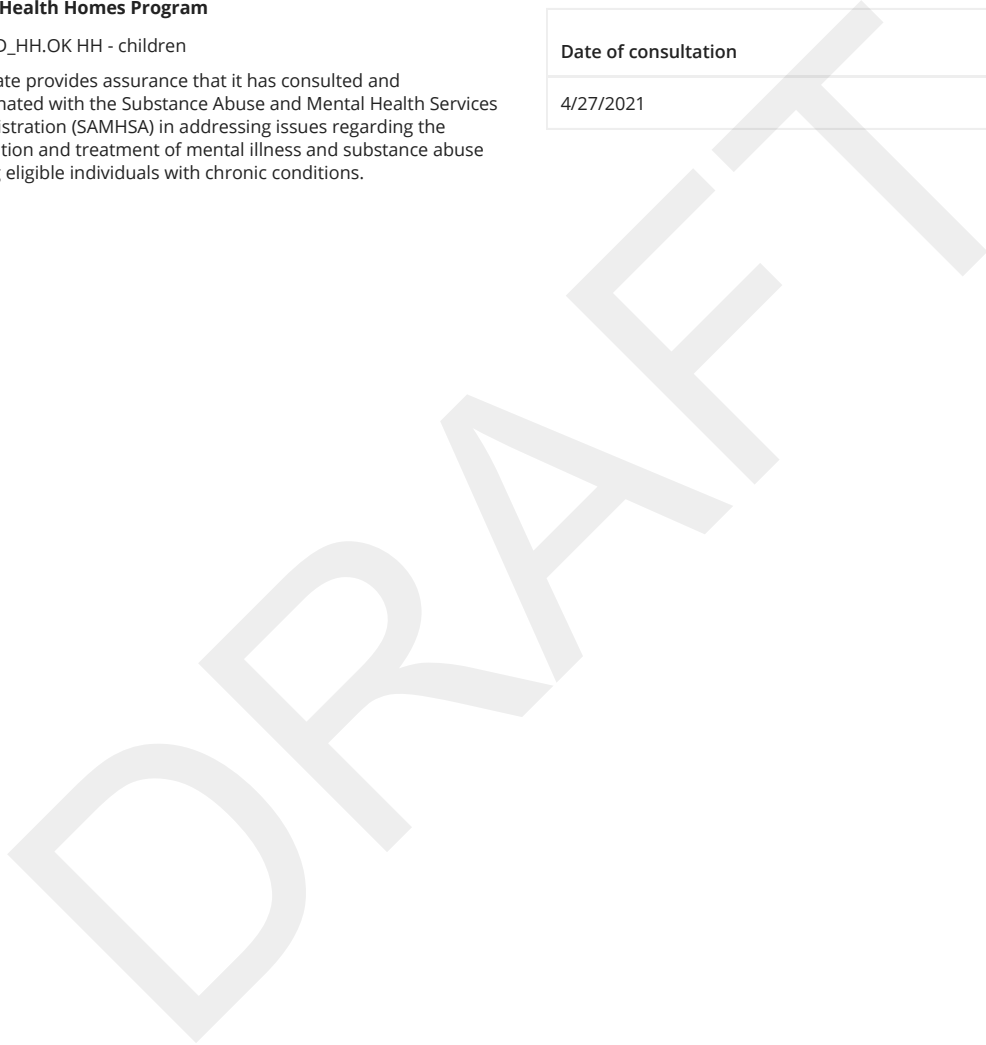 Health Homes Program
D_HH.OK HH - children
ate provides assurance that it has consulted and
nated with the Substance Abuse and Mental Health Services
istration (SAMHSA) in addressing issues regarding the
tion and treatment of mental illness and substance abuse
g eligible individuals with chronic conditions.
Date of consultation
4/27/2021
DRAFT